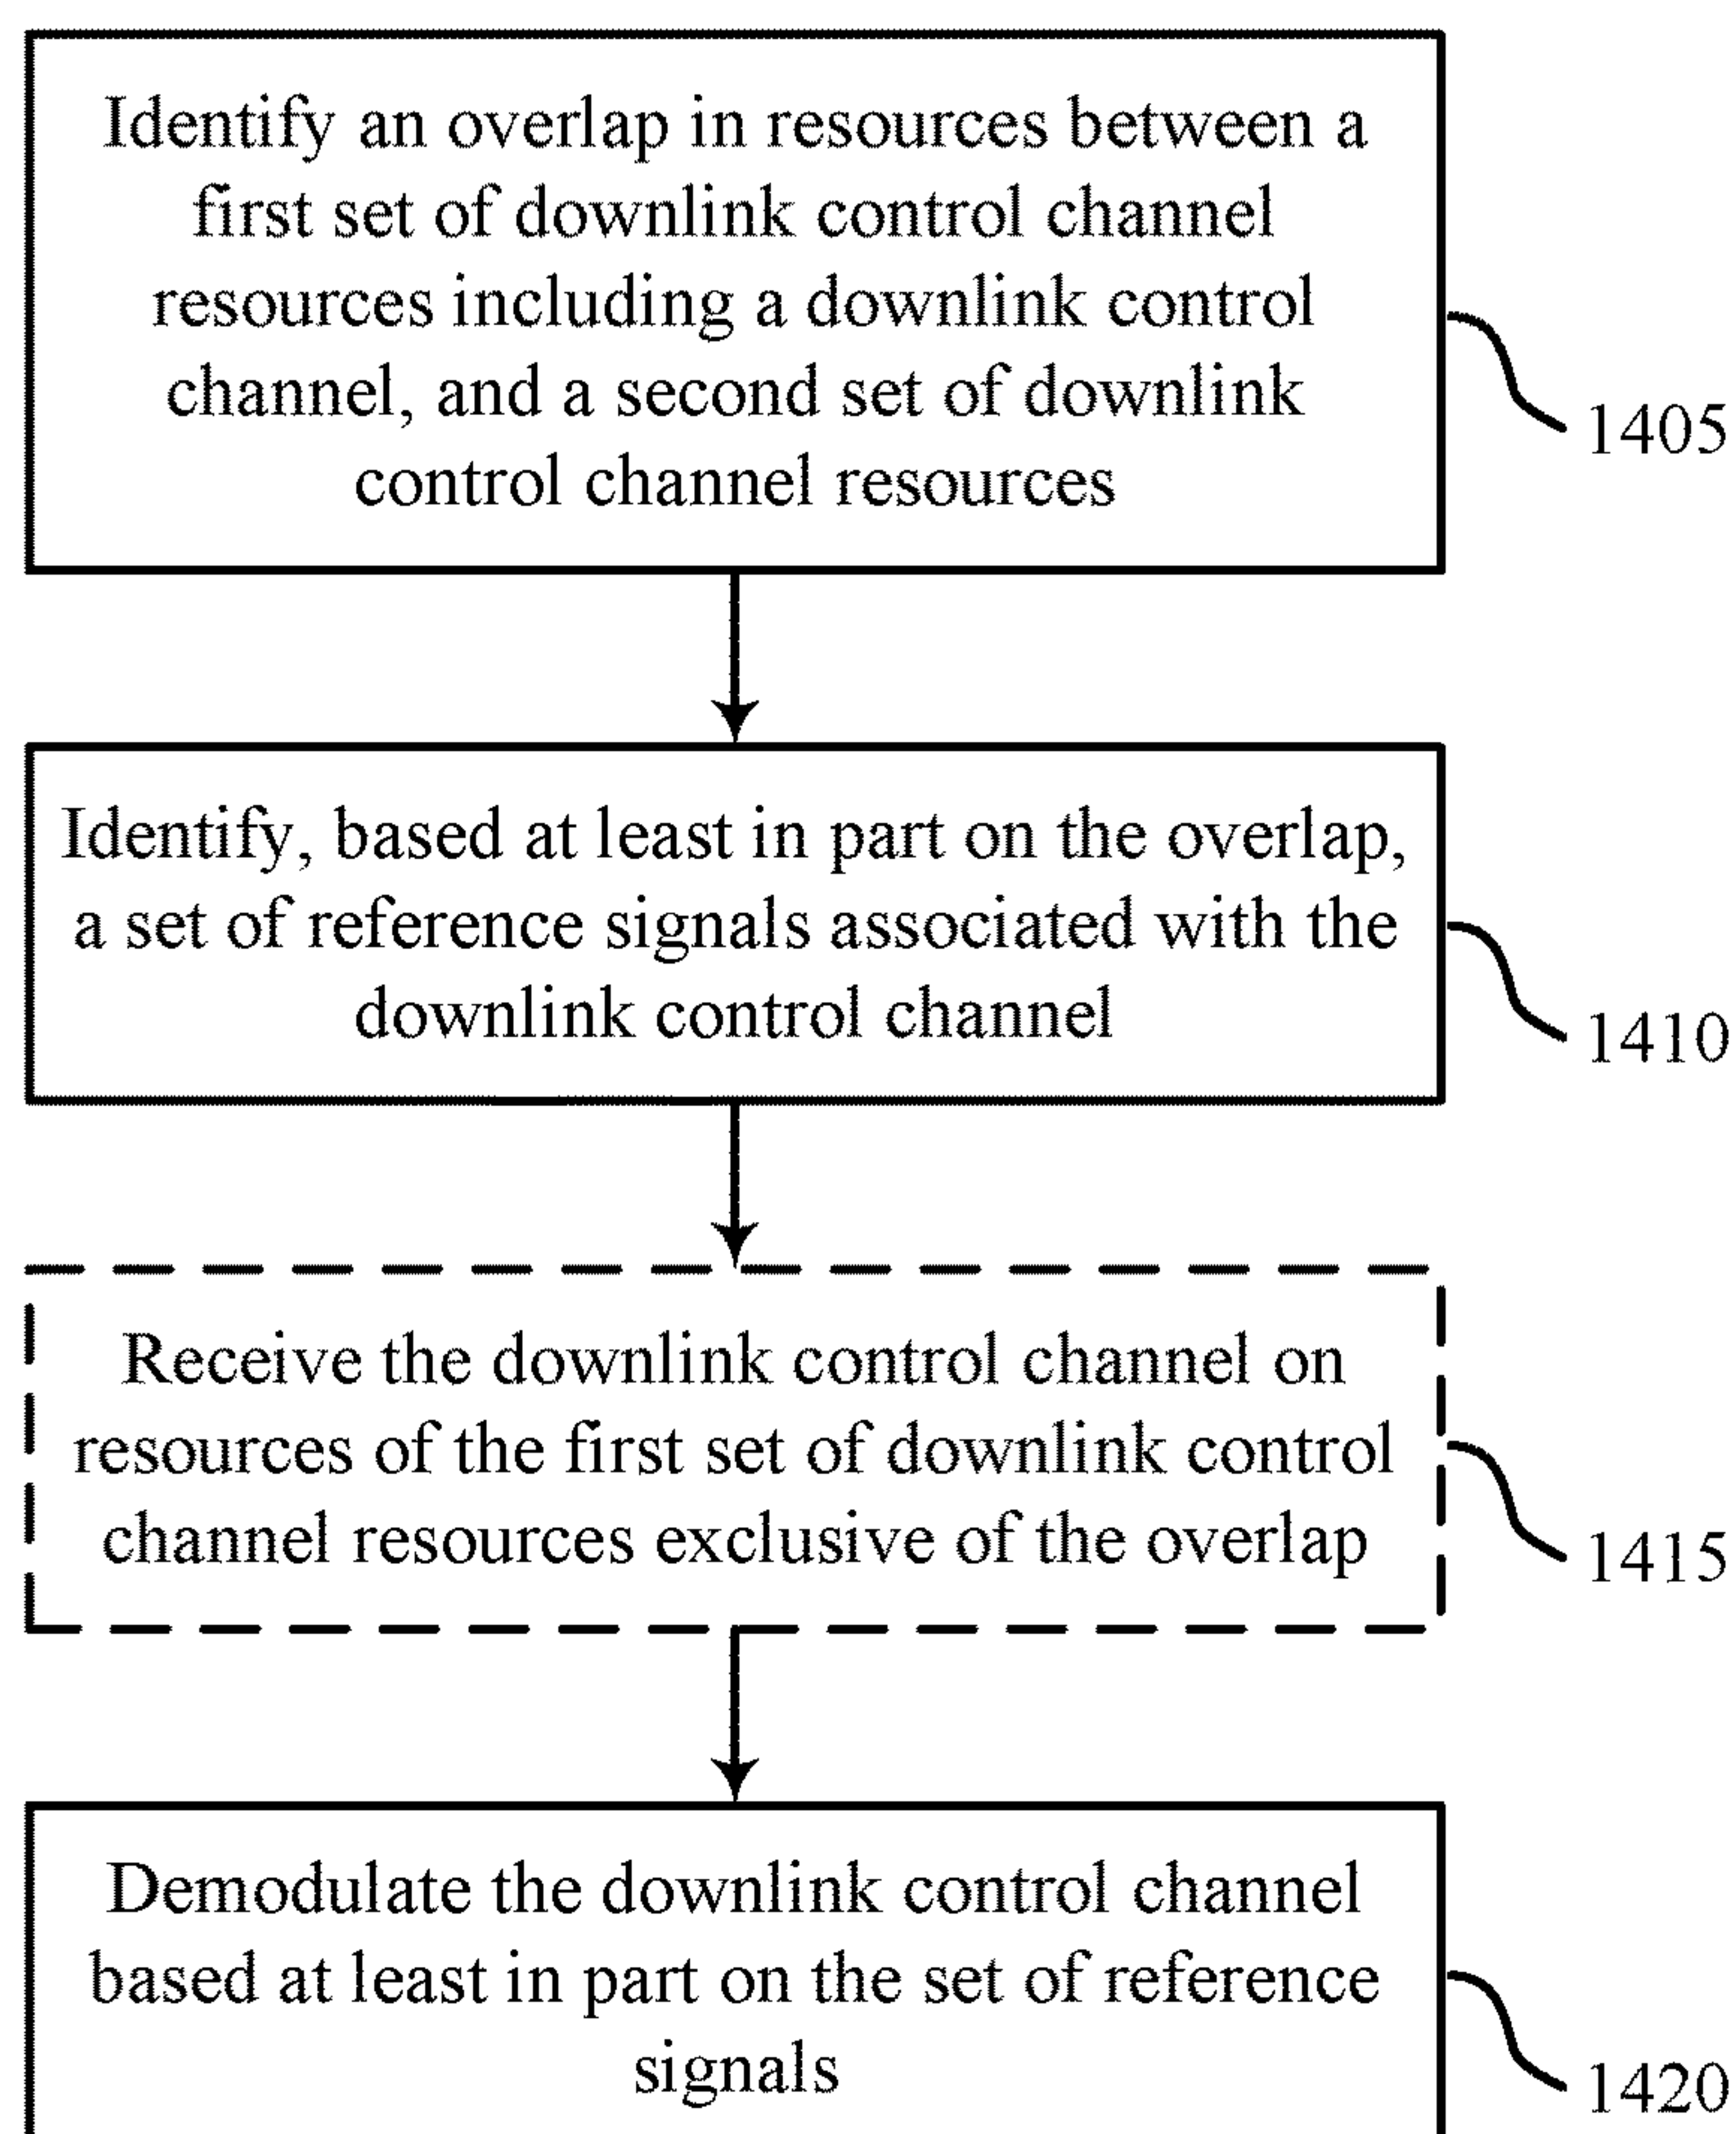 Identify an overlap in resources between a
first set of downlink control channel
resources including a downlink control
channel, and a second set of downlink
control channel resources
1405
Identify, based at least in part on the overlap,
a set of reference signals associated with the
downlink control channel
1410
Receive the downlink control channel on
resources of the first set of downlink control
channel resources exclusive of the overlap
1415
Demodulate the downlink control channel
based at least in part on the set of reference
signals
1420